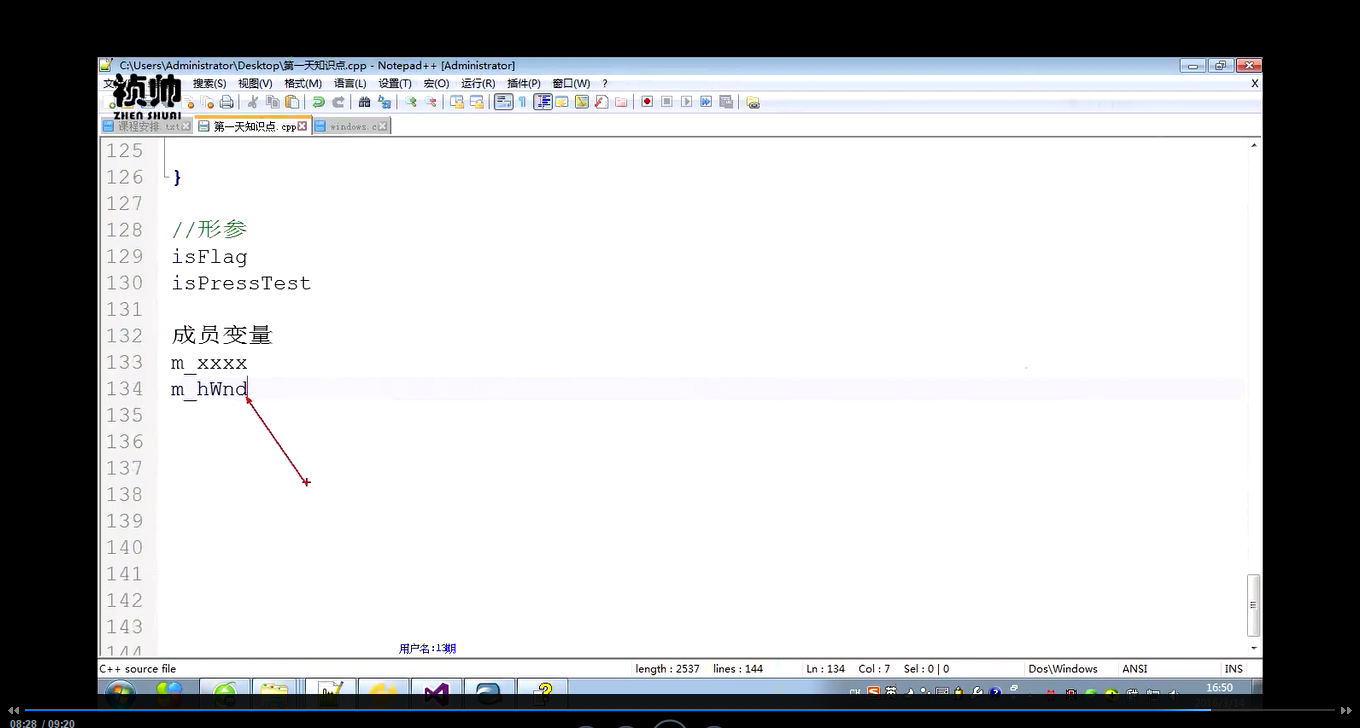 C:\Users\Administrator\Desktop\第一天知识点.cpp - Notepad++ [Administrator]
搜索(S) 视图(V) 格式(M) 语言(L) 设置(T) 宏(O) 运行(R) 插件(P) 窗口(W) ? X
祯帅
ZHEN SHUAI
课程安排.txt 第一天知识点.cpp windows.c
125
126 }
127
128 //形参
129 isFlag
130 isPressTest
131
132 成员变量
133 m_xxxx
134 m_hWnd
135
136
137
138
139
140
141
142
143
144
用户名:13期
C++ source file length : 2537 lines : 144 Ln : 134 Col : 7 Sel : 0 | 0 Dos\Windows ANSI INS
CH 英 16:50
08:28 / 09:20